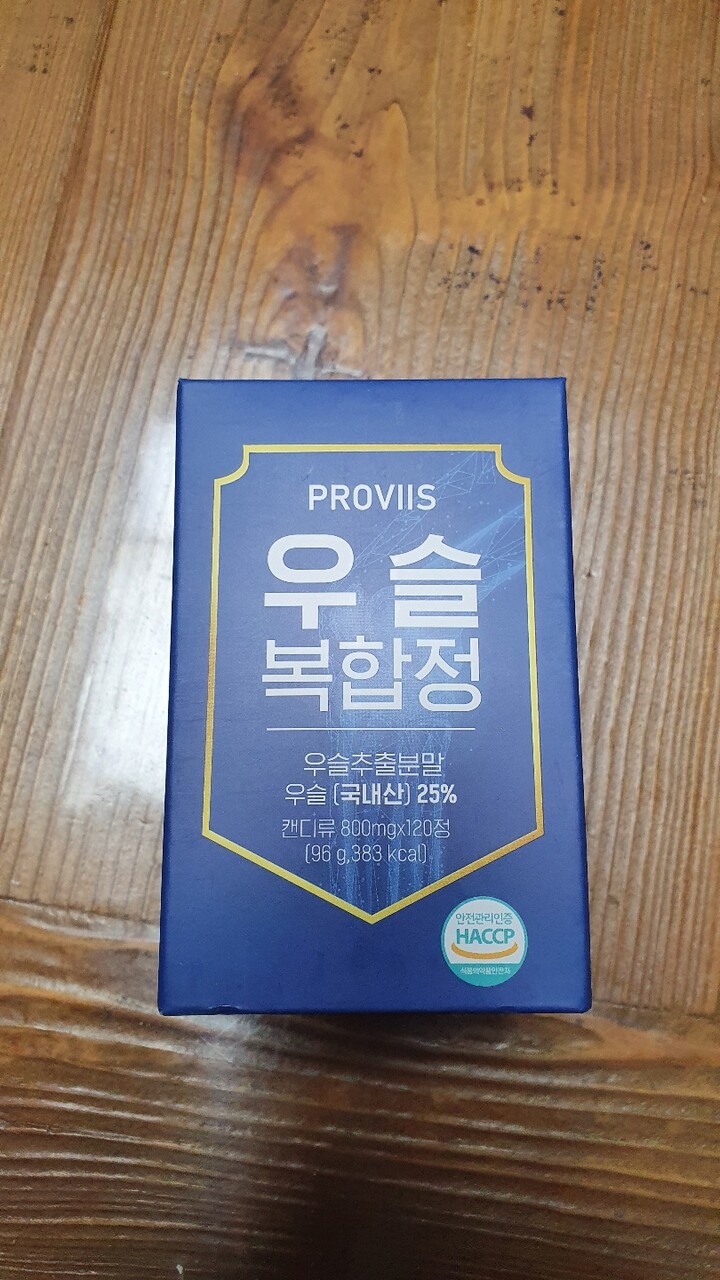 PROVIIS
우슬
복합정
우슬추출분말
우슬 (국내산) 25%
캔디류 800mgx120정
(96 g,383 kcal)
안전관리인증
HACCP
식품의약품안전처